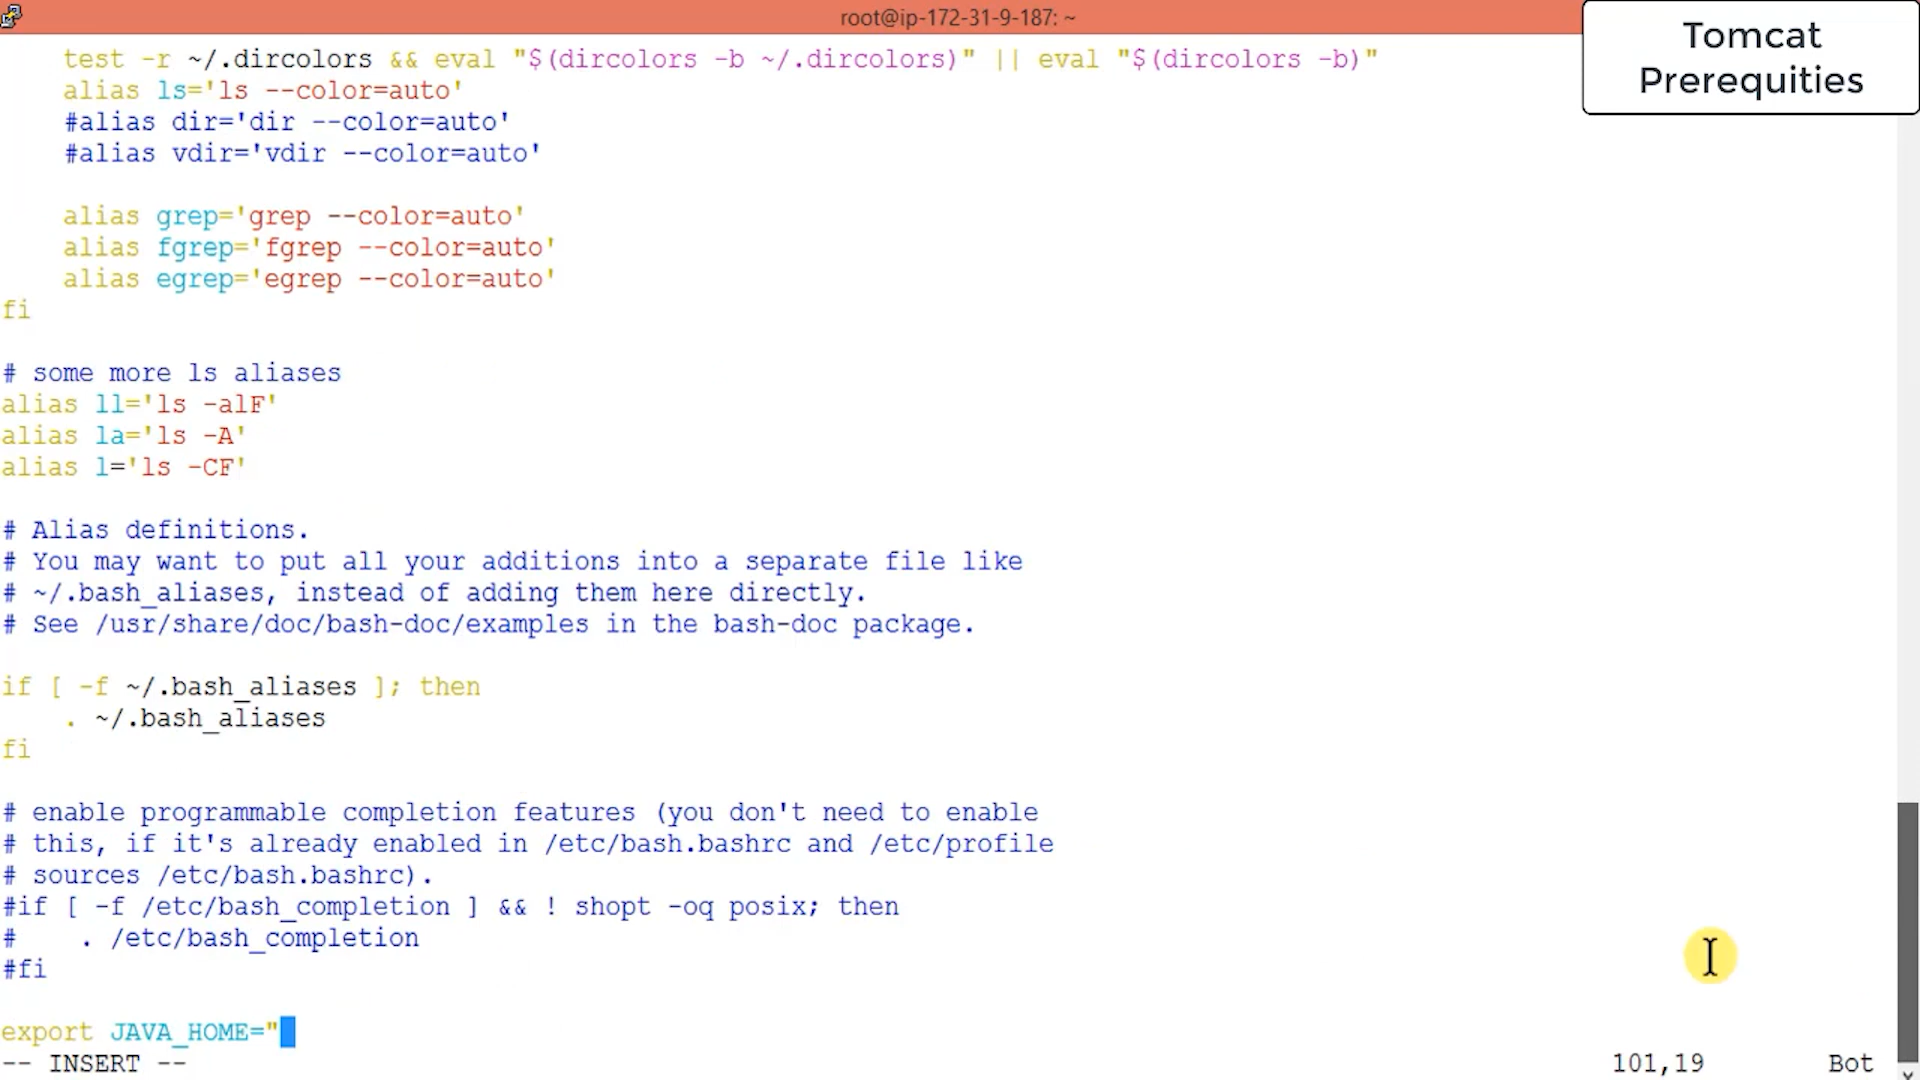 root@ip-172-31-9-187: ~
Tomcat
Prerequities
    test -r ~/.dircolors && eval "$(dircolors -b ~/.dircolors)" || eval "$(dircolors -b)"
    alias ls='ls --color=auto'
    #alias dir='dir --color=auto'
    #alias vdir='vdir --color=auto'
    alias grep='grep --color=auto'
    alias fgrep='fgrep --color=auto'
    alias egrep='egrep --color=auto'
fi
# some more ls aliases
alias ll='ls -alF'
alias la='ls -A'
alias l='ls -CF'
# Alias definitions.
# You may want to put all your additions into a separate file like
# ~/.bash_aliases, instead of adding them here directly.
# See /usr/share/doc/bash-doc/examples in the bash-doc package.
if [ -f ~/.bash_aliases ]; then
    . ~/.bash_aliases
fi
# enable programmable completion features (you don't need to enable
# this, if it's already enabled in /etc/bash.bashrc and /etc/profile
# sources /etc/bash.bashrc).
#if [ -f /etc/bash_completion ] && ! shopt -oq posix; then
#    . /etc/bash_completion
#fi
export JAVA_HOME="
-- INSERT -- 101,19 Bot